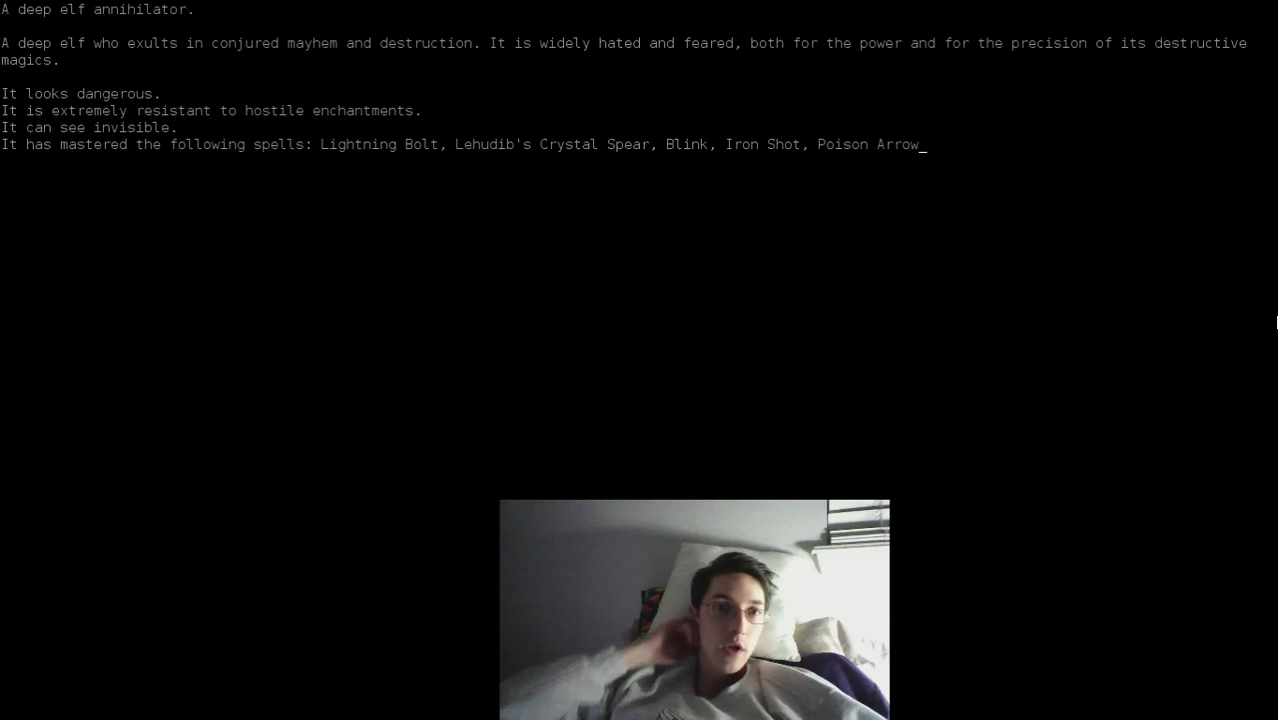 A deep elf annihilator.
A deep elf who exults in conjured mayhem and destruction. It is widely hated and feared, both for the power and for the precision of its destructive
magics.
It looks dangerous.
It is extremely resistant to hostile enchantments.
It can see invisible.
It has mastered the following spells: Lightning Bolt, Lehudib's Crystal Spear, Blink, Iron Shot, Poison Arrow_